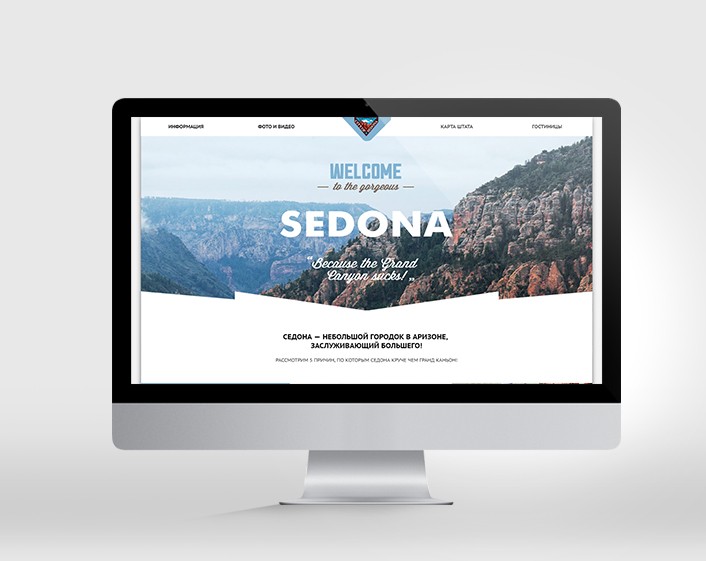 ИНФОРМАЦИЯ
ФОТО И ВИДЕО
КАРТА ШТАТА
ГОСТИНИЦЫ
WELCOME
to the gorgeous
SEDONA
“Because the Grand
Canyon sucks!„
СЕДОНА — НЕБОЛЬШОЙ ГОРОДОК В АРИЗОНЕ,
ЗАСЛУЖИВАЮЩИЙ БОЛЬШЕГО!
РАССМОТРИМ 5 ПРИЧИН, ПО КОТОРЫМ СЕДОНА КРУЧЕ ЧЕМ ГРАНД КАНЬОН!